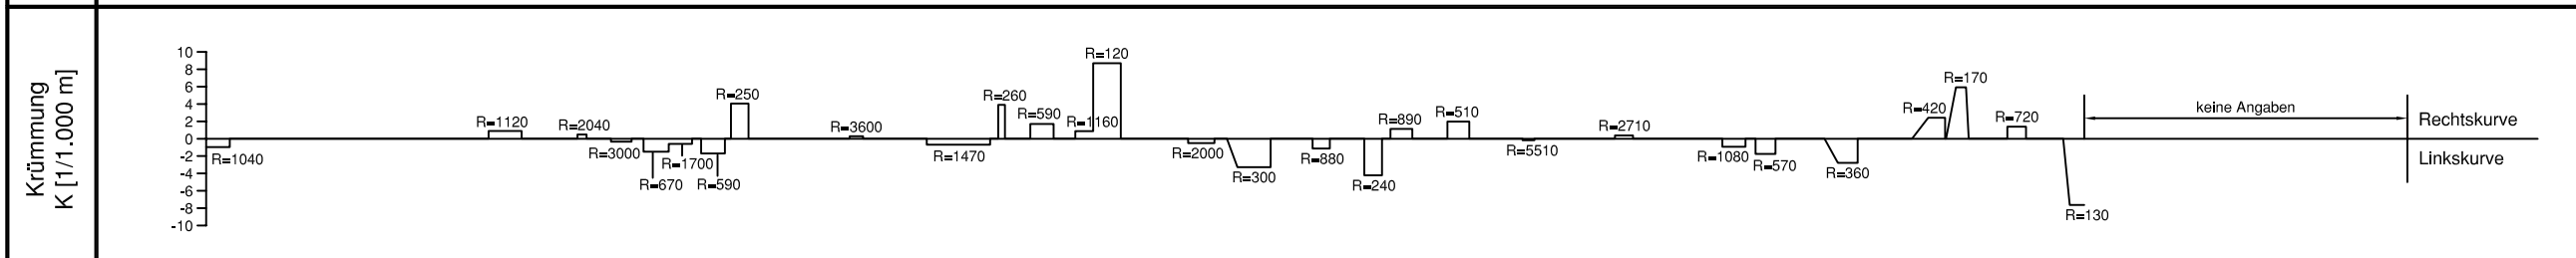 Krümmung
K [1/1.000 m]
10
8
6
4
2
0
-2
-4
-6
-8
-10
R=1040
R=1120
R=2040
R=3000
R=670
R=1700
R=590
R=250
R=3600
R=1470
R=260
R=590
R=1160
R=120
R=2000
R=300
R=880
R=240
R=890
R=510
R=5510
R=2710
R=1080
R=570
R=360
R=420
R=170
R=720
R=130
keine Angaben
Rechtskurve
Linkskurve